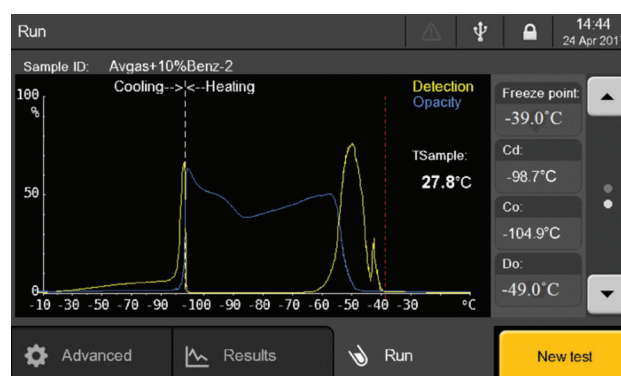 Run
14:44
24 Apr 201
Sample ID: Avgas+10%Benz-2
Cooling--> <--Heating
Detection
Opacity
100
%
50
0
TSample:
27.8°C
-10 -30 -50 -70 -90 -100 -90 -80 -70 -60 -50 -40 -30 °C
Freeze point:
-39.0°C
Cd:
-98.7°C
Co:
-104.9°C
Do:
-49.0°C
Advanced
Results
Run
New test